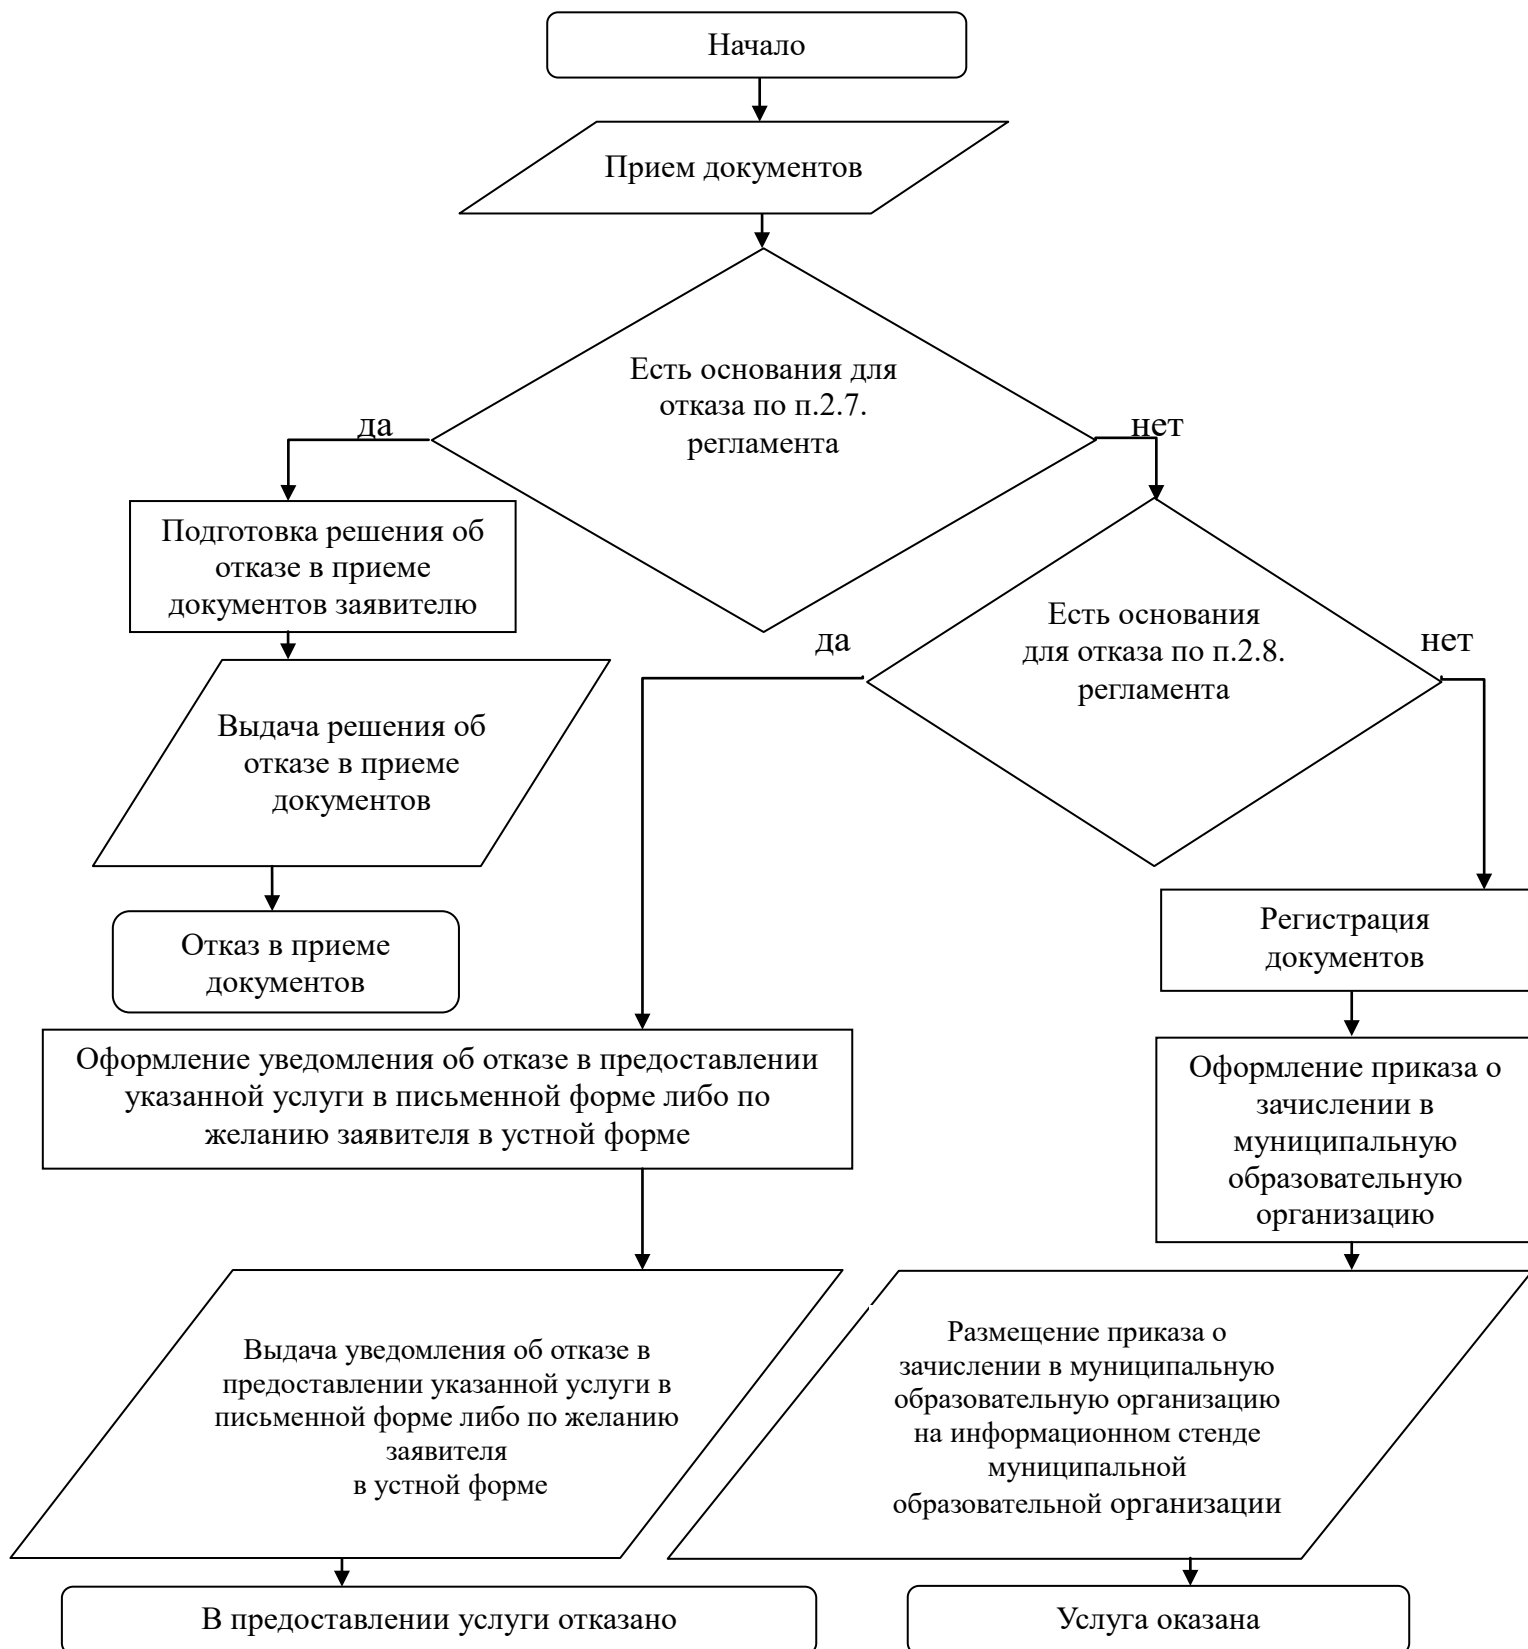 Начало
Прием документов
Есть основания для
отказа по п.2.7.
регламента
да
нет
Подготовка решения об
отказе в приеме
документов заявителю
Есть основания
для отказа по п.2.8.
регламента
да
нет
Выдача решения об
отказе в приеме
документов
Отказ в приеме
документов
Регистрация
документов
Оформление уведомления об отказе в предоставлении
указанной услуги в письменной форме либо по
желанию заявителя в устной форме
Оформление приказа о
зачислении в
муниципальную
образовательную
организацию
Выдача уведомления об отказе в
предоставлении указанной услуги в
письменной форме либо по желанию
заявителя
в устной форме
Размещение приказа о
зачислении в муниципальную
образовательную организацию
на информационном стенде
муниципальной
образовательной организации
В предоставлении услуги отказано
Услуга оказана